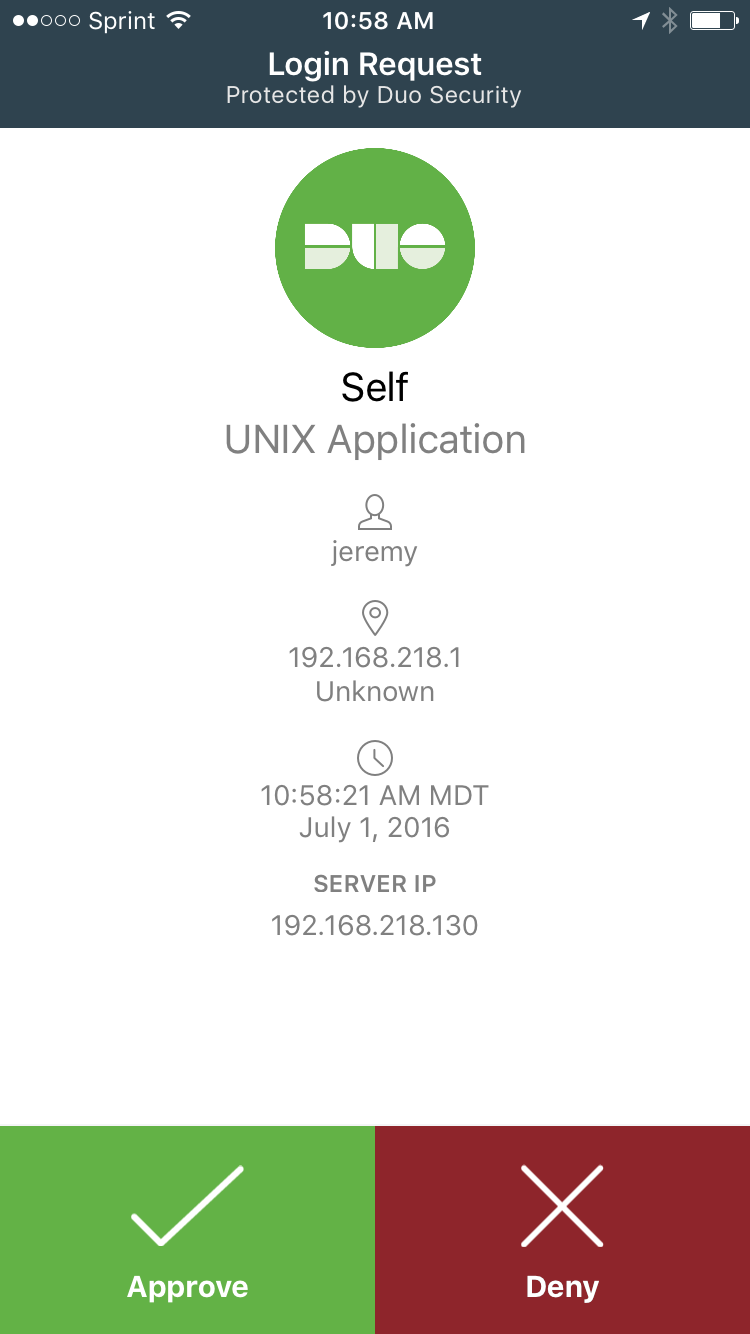 Sprint 10:58 AM
Login Request
Protected by Duo Security
DUO
Self
UNIX Application
jeremy
192.168.218.1
Unknown
10:58:21 AM MDT
July 1, 2016
SERVER IP
192.168.218.130
Approve Deny